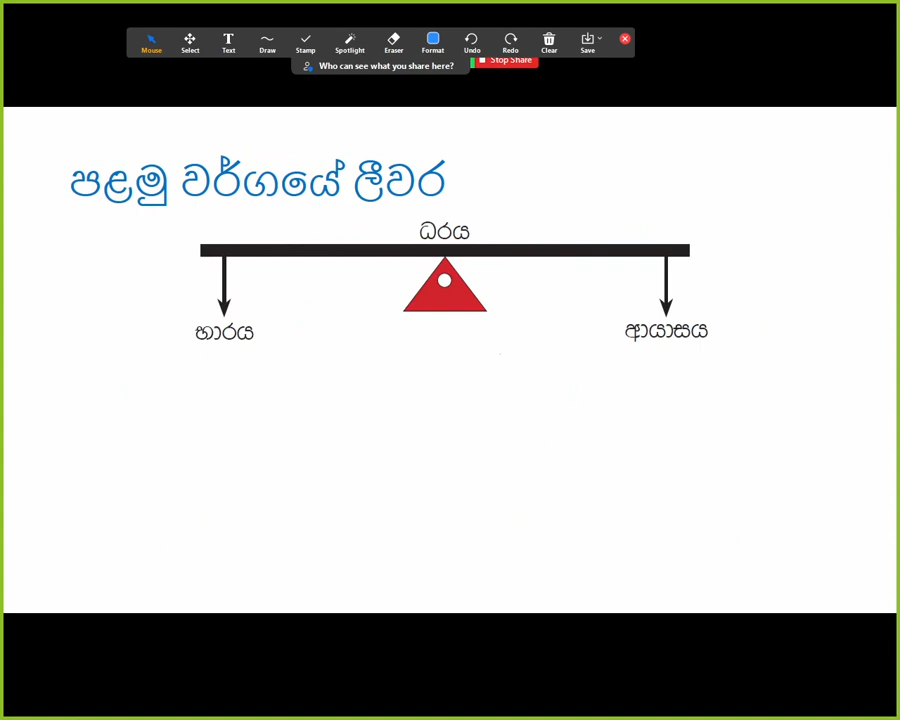 Mouse Select Text Draw Stamp Spotlight Eraser Format Undo Redo Clear Save
Who can see what you share here? Stop Share
පළමු වර්ගයේ ලීවර
ධරය
භාරය ආයාසය